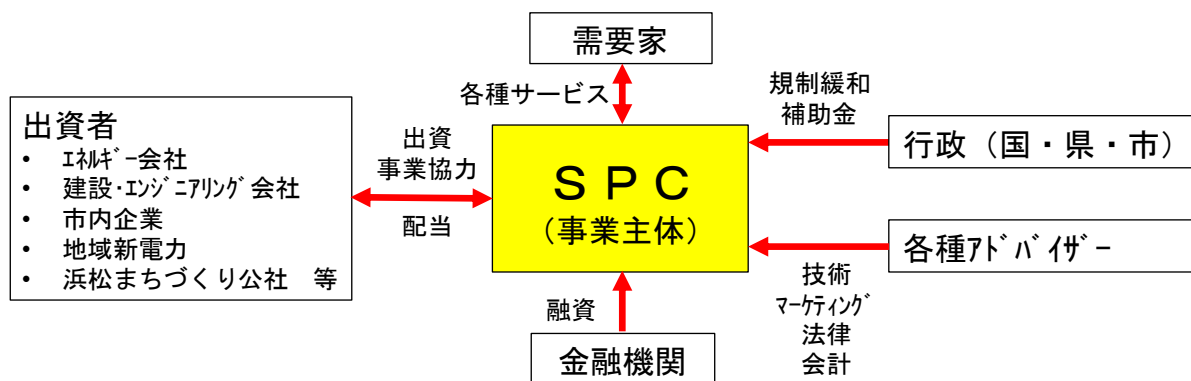 需要家
各種サービス
規制緩和
補助金
出資者
• ｴﾈﾙｷﾞｰ会社
• 建設･ｴﾝｼﾞﾆｱﾘﾝｸﾞ会社
• 市内企業
• 地域新電力
• 浜松まちづくり公社　等
出資
事業協力
配当
ＳＰＣ
（事業主体）
行政（国・県・市）
各種ｱﾄﾞﾊﾞｲｻﾞｰ
技術
ﾏｰｹﾃｨﾝｸﾞ
法律
会計
融資
金融機関